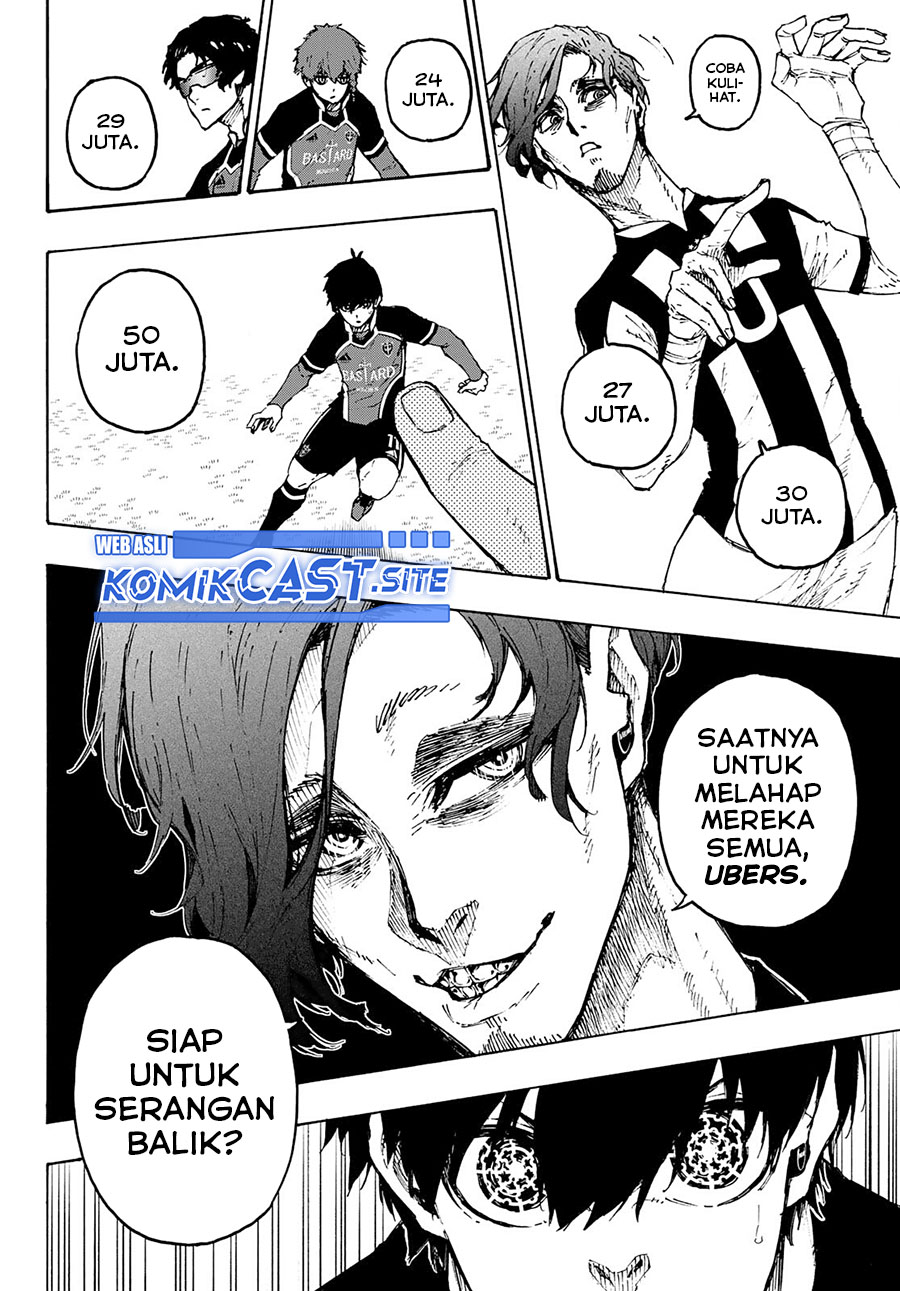 COBA
KULI-
HAT.
27
JUTA.
30
JUTA.
24
JUTA.
BASTARD
MÜNCHEN
29
JUTA.
50
JUTA.
BASTARD
WEB ASLI
KOMIKCAST.SITE
SAATNYA
UNTUK
MELAHAP
MEREKA
SEMUA,
UBERS.
SIAP
UNTUK
SERANGAN
BALIK?